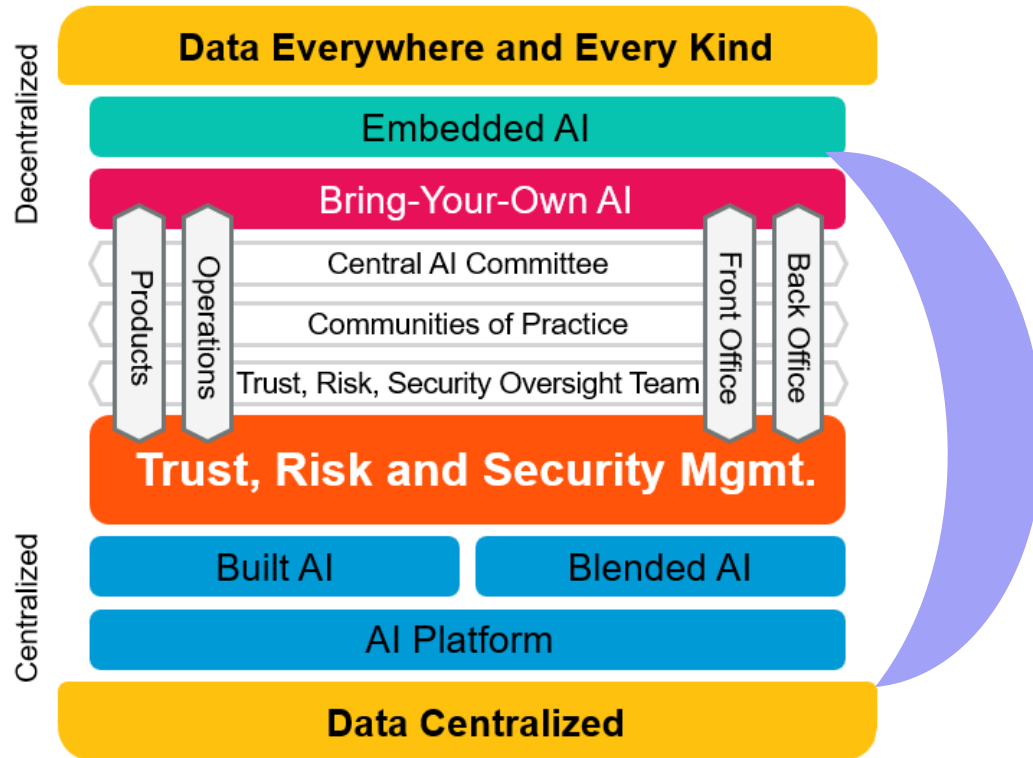 Decentralized
Data Everywhere and Every Kind
Embedded AI
Bring-Your-Own AI
Products
Operations
Central AI Committee
Communities of Practice
Trust, Risk, Security Oversight Team
Front Office
Back Office
Trust, Risk and Security Mgmt.
Centralized
Built AI
Blended AI
AI Platform
Data Centralized